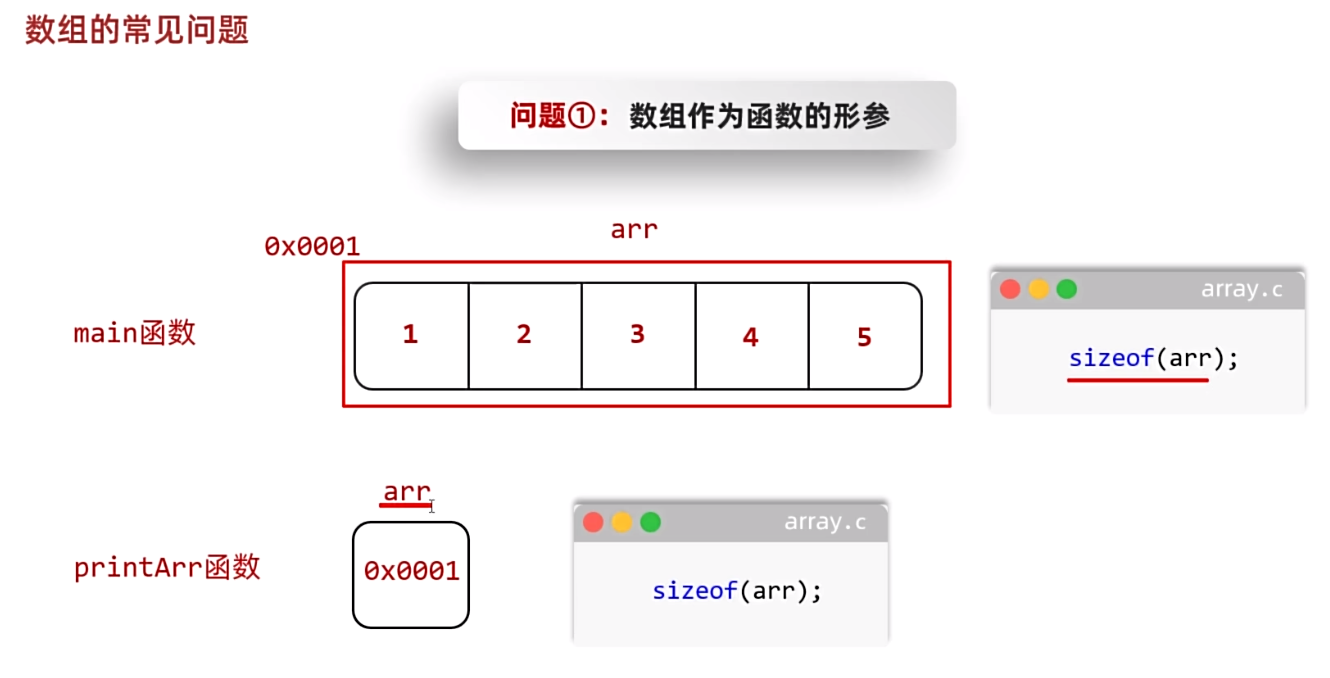 数组的常见问题
问题①：数组作为函数的形参
arr
0x0001
main函数
1 2 3 4 5
array.c
sizeof(arr);
arr
printArr函数
0x0001
array.c
sizeof(arr);